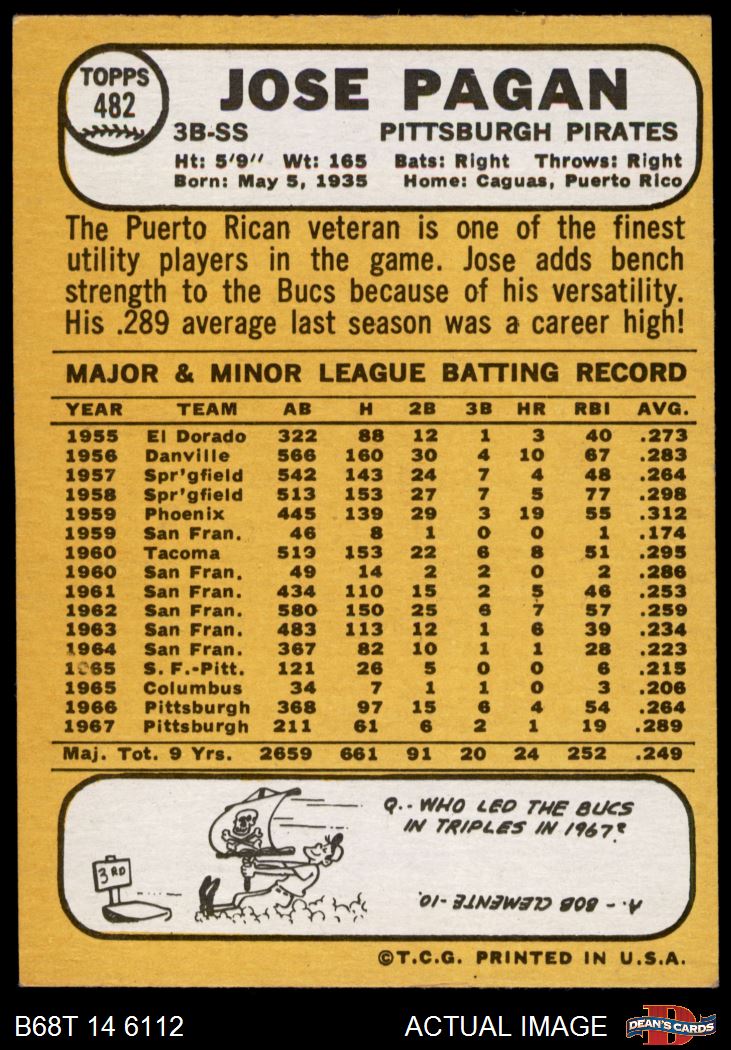 TOPPS
482
JOSE PAGAN
3B-SS PITTSBURGH PIRATES
Ht: 5'9" Wt: 165 Bats: Right Throws: Right
Born: May 5, 1935 Home: Caguas, Puerto Rico
The Puerto Rican veteran is one of the finest
utility players in the game. Jose adds bench
strength to the Bucs because of his versatility.
His .289 average last season was a career high!
MAJOR & MINOR LEAGUE BATTING RECORD
YEAR TEAM AB H 2B 3B HR RBI AVG.
1955 El Dorado 322 88 12 1 3 40 .273
1956 Danville 566 160 30 4 10 67 .283
1957 Spr'gfield 542 143 24 7 4 48 .264
1958 Spr'gfield 513 153 27 7 5 77 .298
1959 Phoenix 445 139 29 3 19 55 .312
1959 San Fran. 46 8 1 0 0 1 .174
1960 Tacoma 519 153 22 6 8 51 .295
1960 San Fran. 49 14 2 2 0 2 .286
1961 San Fran. 434 110 15 2 5 46 .253
1962 San Fran. 580 150 25 6 7 57 .259
1963 San Fran. 483 113 12 1 6 39 .234
1964 San Fran. 367 82 10 1 1 28 .223
1965 S. F.-Pitt. 121 26 5 0 0 6 .215
1965 Columbus 34 7 1 1 0 3 .206
1966 Pittsburgh 368 97 15 6 4 54 .264
1967 Pittsburgh 211 61 6 2 1 19 .289
Maj. Tot. 9 Yrs. 2659 661 91 20 24 252 .249
3RD
Q.- WHO LED THE BUCS
IN TRIPLES IN 1967?
A.- BOB CLEMENTE-10.
©T.C.G. PRINTED IN U.S.A.
B68T 14 6112 ACTUAL IMAGE
D
DEAN'S CARDS